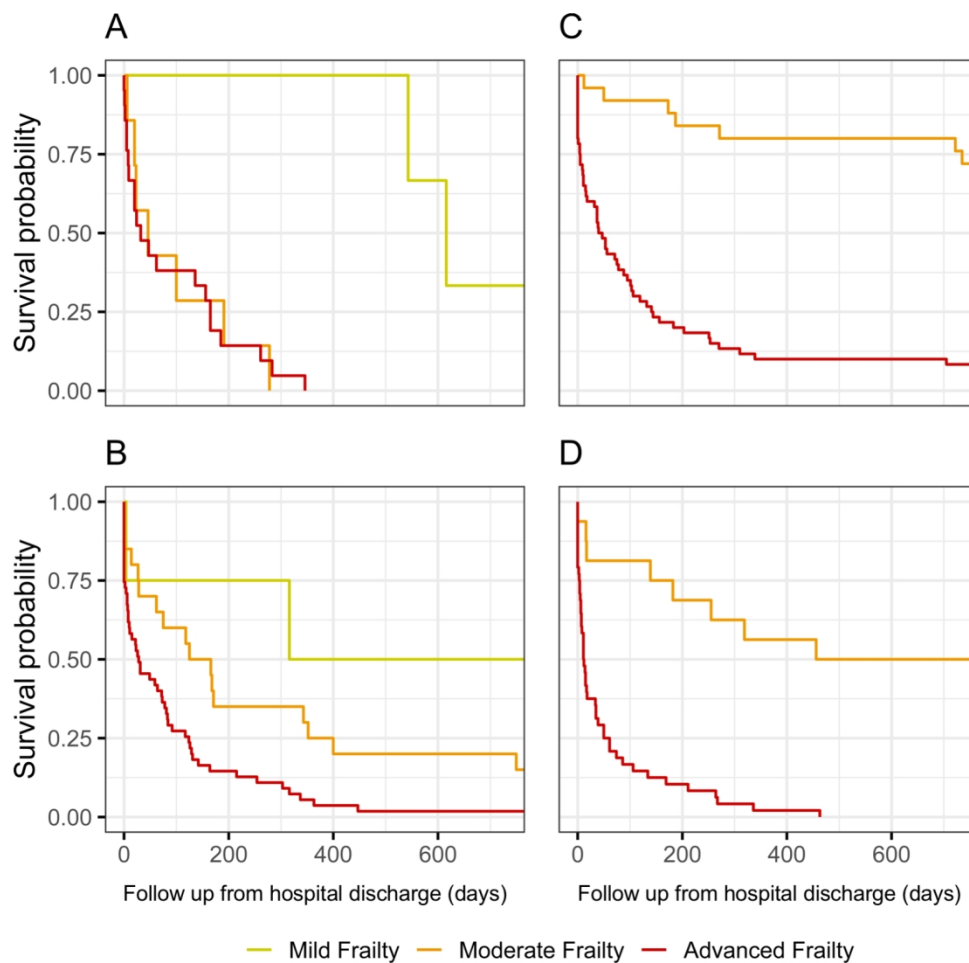 A
C
Survival probability
1.00
0.75
0.50
0.25
0.00
B
D
Survival probability
1.00
0.75
0.50
0.25
0.00
0 200 400 600
0 200 400 600
Follow up from hospital discharge (days)
Follow up from hospital discharge (days)
Mild Frailty Moderate Frailty Advanced Frailty